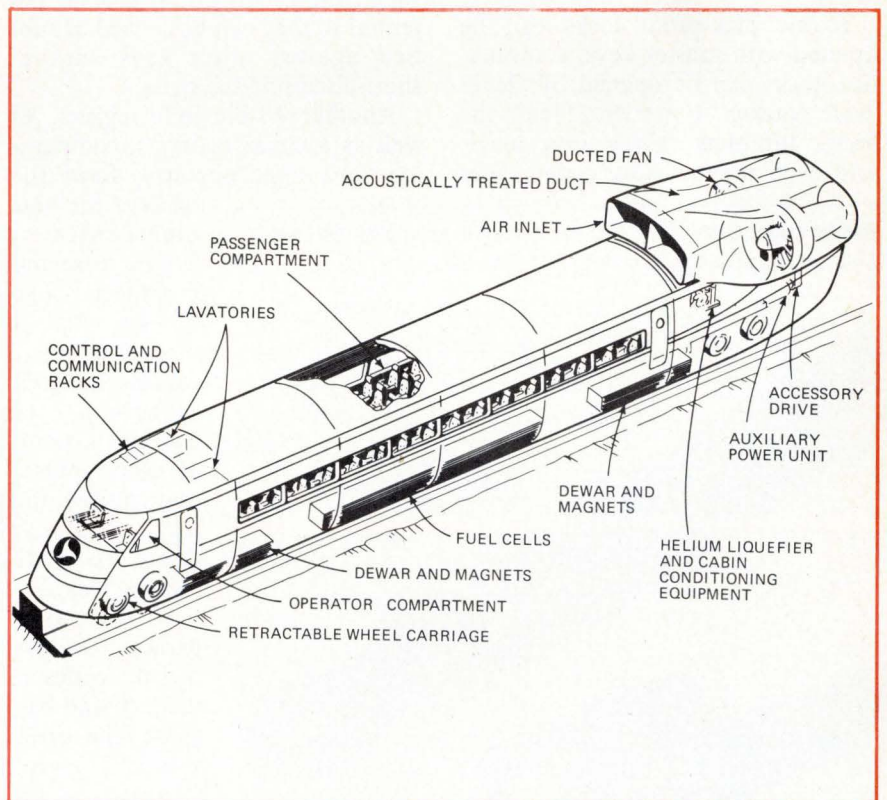 DUCTED FAN
ACOUSTICALLY TREATED DUCT
AIR INLET
PASSENGER
COMPARTMENT
LAVATORIES
CONTROL AND
COMMUNICATION
RACKS
ACCESSORY
DRIVE
AUXILIARY
POWER UNIT
DEWAR AND
MAGNETS
HELIUM LIQUEFIER
AND CABIN
CONDITIONING
EQUIPMENT
FUEL CELLS
DEWAR AND MAGNETS
OPERATOR COMPARTMENT
RETRACTABLE WHEEL CARRIAGE